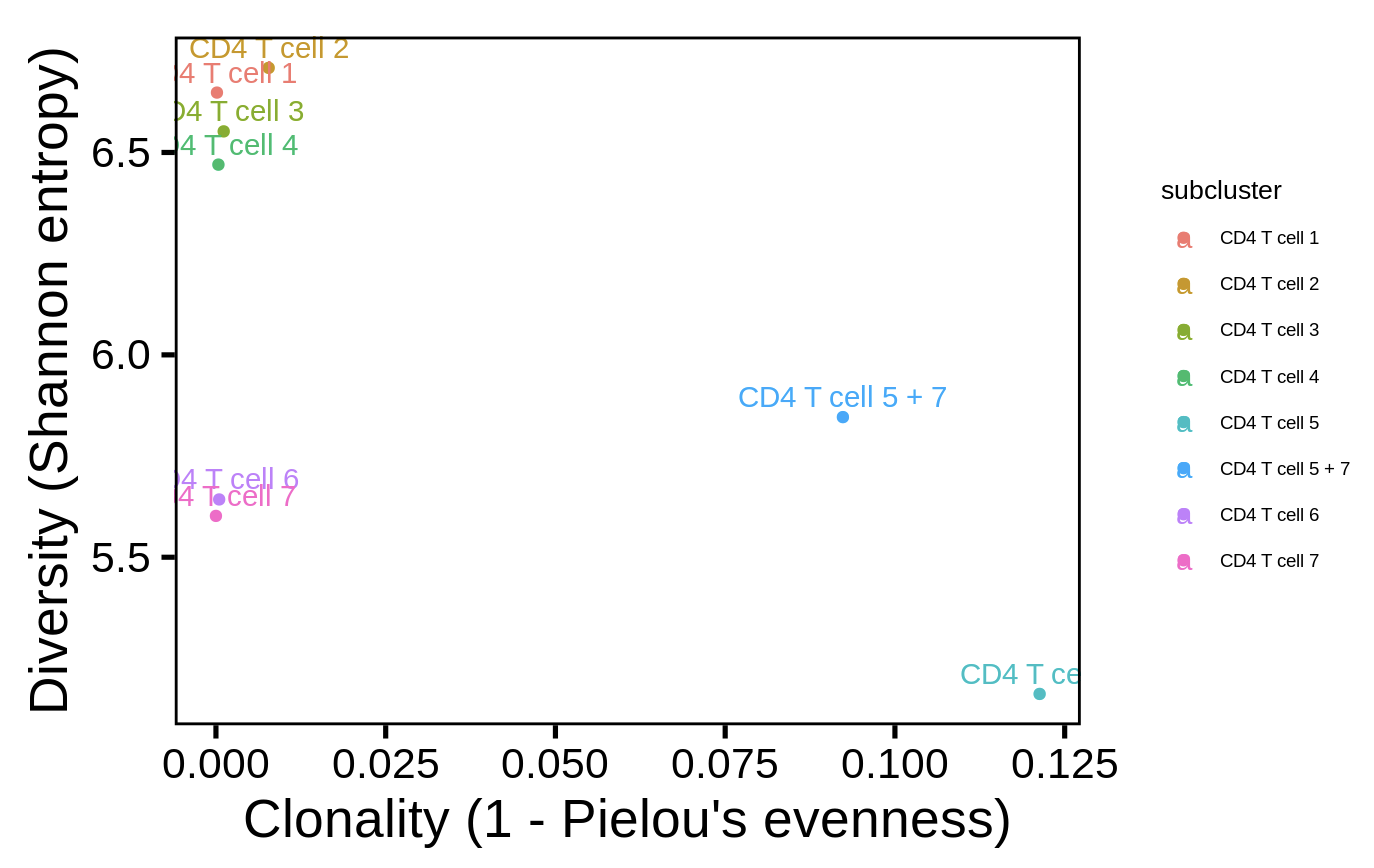 Diversity (Shannon entropy)
6.5
6.0
5.5
CD4 T cell 2
4 T cell 1
D4 T cell 3
4 T cell 4
CD4 T cell 5 + 7
D4 T cell 6
4 T cell 7
CD4 T ce
0.000 0.025 0.050 0.075 0.100 0.125
Clonality (1 - Pielou's evenness)
subcluster
a CD4 T cell 1
a CD4 T cell 2
a CD4 T cell 3
a CD4 T cell 4
a CD4 T cell 5
a CD4 T cell 5 + 7
a CD4 T cell 6
a CD4 T cell 7